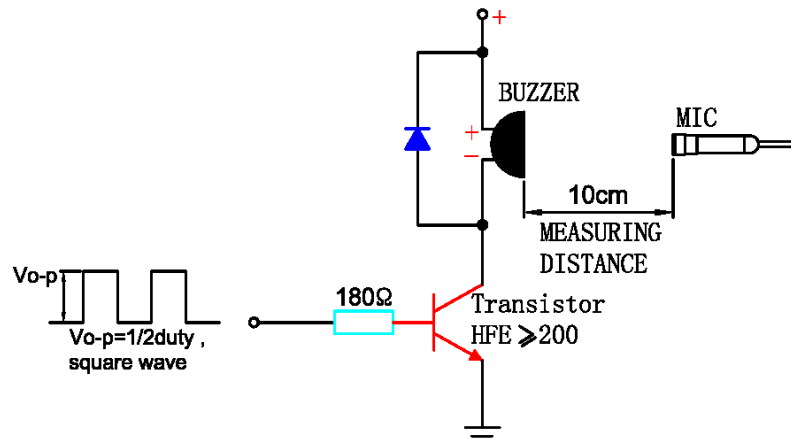 +
BUZZER
+
−
MIC
10cm
MEASURING
DISTANCE
Vo-p
180Ω
Transistor
HFE ⩾200
Vo-p=1/2duty ,
square wave